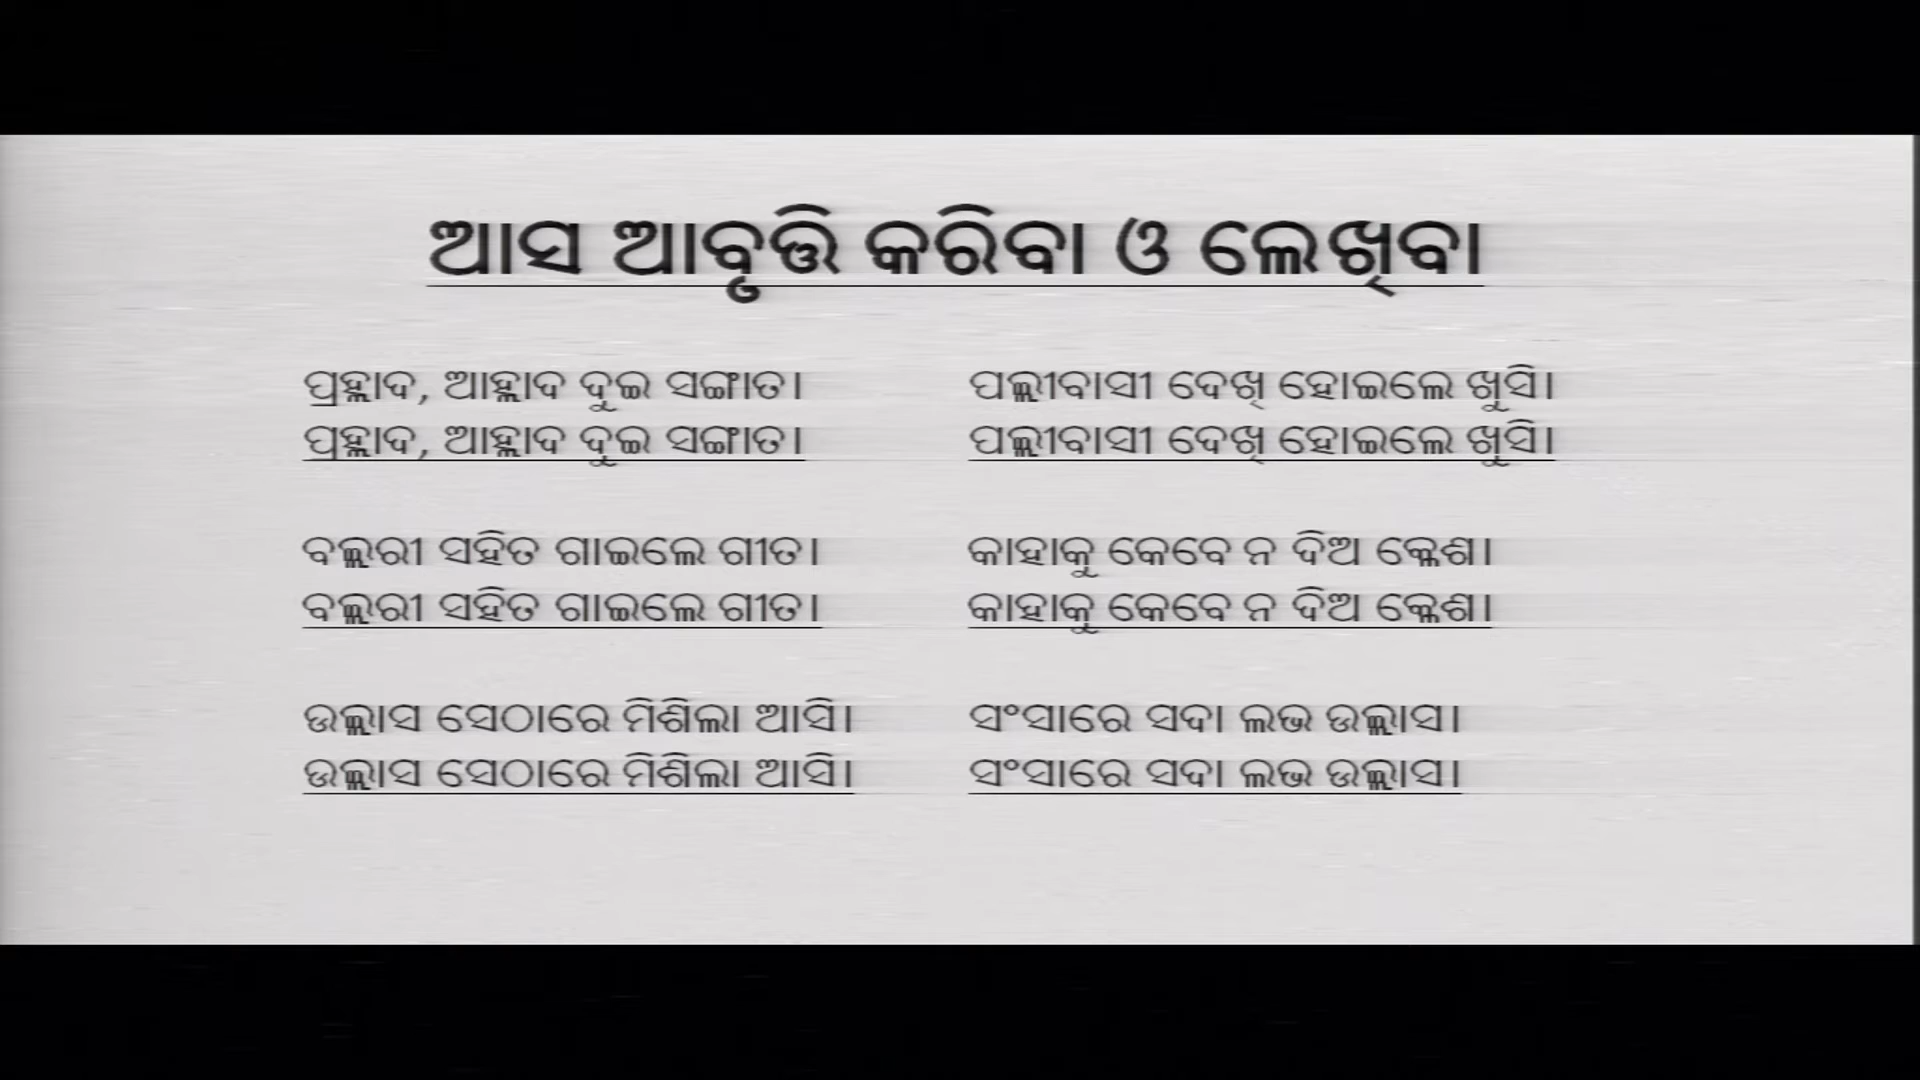 ଆସ ଆବୃତ୍ତି କରିବା ଓ ଲେଖିବା
ପ୍ରହ୍ଲାଦ, ଆହ୍ଲାଦ ଦୁଇ ସଙ୍ଗାତ।
ପ୍ରହ୍ଲାଦ, ଆହ୍ଲାଦ ଦୁଇ ସଙ୍ଗାତ।
ବଲ୍ଲରୀ ସହିତ ଗାଇଲେ ଗୀତ।
ବଲ୍ଲରୀ ସହିତ ଗାଇଲେ ଗୀତ।
ଉଲ୍ଲାସ ସେଠାରେ ମିଶିଲା ଆସି।
ଉଲ୍ଲାସ ସେଠାରେ ମିଶିଲା ଆସି।
ପଲ୍ଲୀବାସୀ ଦେଖି ହୋଇଲେ ଖୁସି।
ପଲ୍ଲୀବାସୀ ଦେଖି ହୋଇଲେ ଖୁସି।
କାହାକୁ କେବେ ନ ଦିଅ କ୍ଳେଶ।
କାହାକୁ କେବେ ନ ଦିଅ କ୍ଳେଶ।
ସଂସାରେ ସଦା ଲଭ ଉଲ୍ଲାସ।
ସଂସାରେ ସଦା ଲଭ ଉଲ୍ଲାସ।